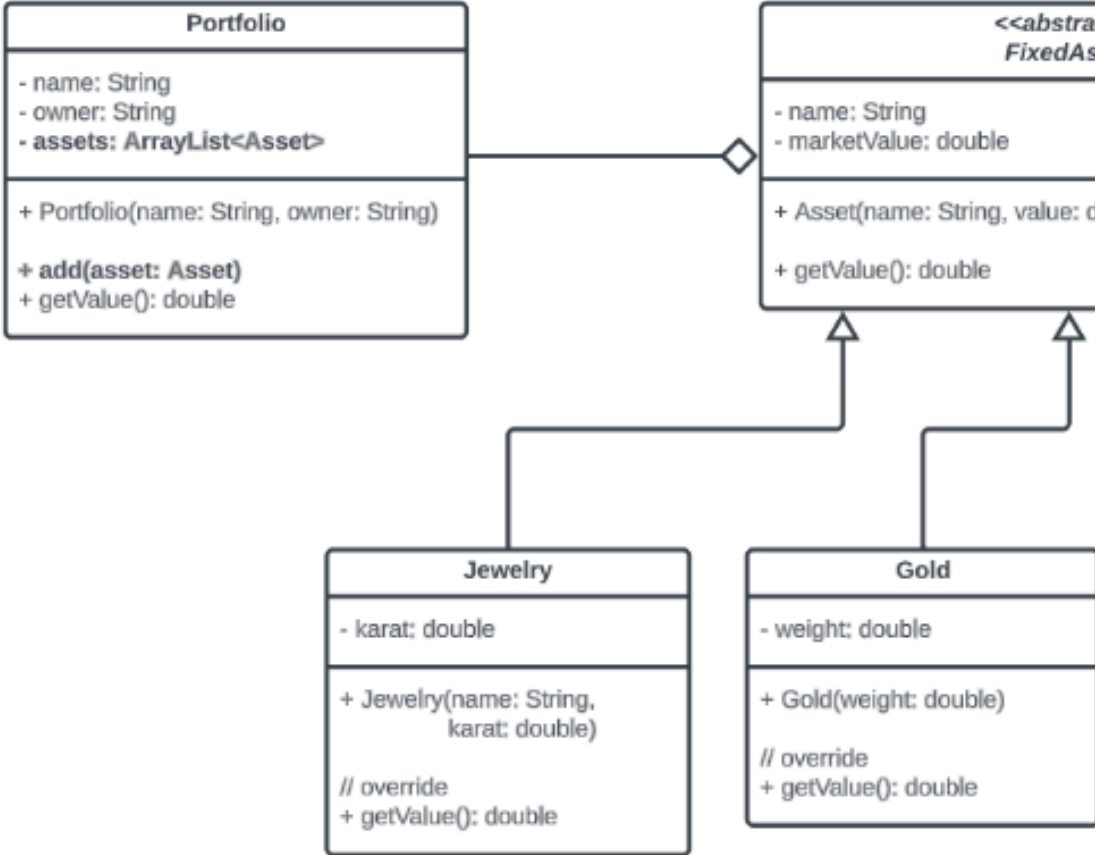 Portfolio
- name: String
- owner: String
- assets: ArrayList<Asset>
+ Portfolio(name: String, owner: String)
+ add(asset: Asset)
+ getValue(): double
- name: String
- marketValue: double
+ Asset(name: String, value:
+ getValue(): double
Jewelry
- karat: double
+ Jewelry(name: String,
karat: double)
// override
+ getValue(): double
Gold
- weight: double
+ Gold(weight: double)
// override
+ getValue(): double